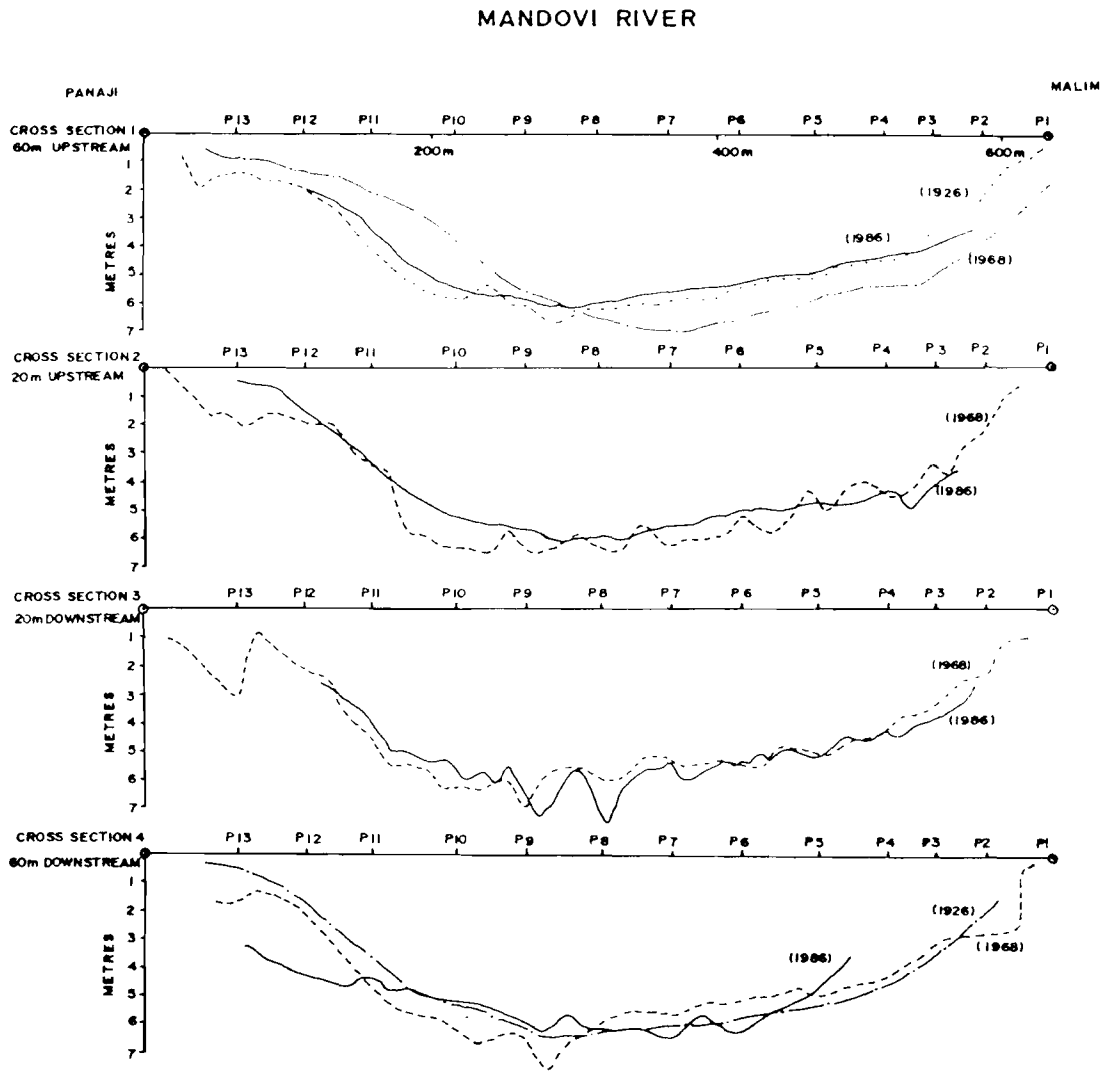 MANDOVI RIVER
PANAJI
MALIM
P13 P12 P11 P10 P9 P8 P7 P6 P5 P4 P3 P2 P1
CROSS SECTION 1
60m UPSTREAM
200m 400m 600m
1
2
3
4
5
6
7
METRES
(1926)
(1986)
(1968)
CROSS SECTION 2
20m UPSTREAM
P13 P12 P11 P10 P9 P8 P7 P6 P5 P4 P3 P2 P1
1
2
3
4
5
6
7
METRES
(1968)
(1986)
CROSS SECTION 3
20m DOWNSTREAM
P13 P12 P11 P10 P9 P8 P7 P6 P5 P4 P3 P2 P1
1
2
3
4
5
6
7
METRES
(1968)
(1986)
CROSS SECTION 4
60m DOWNSTREAM
P13 P12 P11 P10 P9 P8 P7 P6 P5 P4 P3 P2 P1
1
2
3
4
5
6
7
METRES
(1926)
(1968)
(1986)